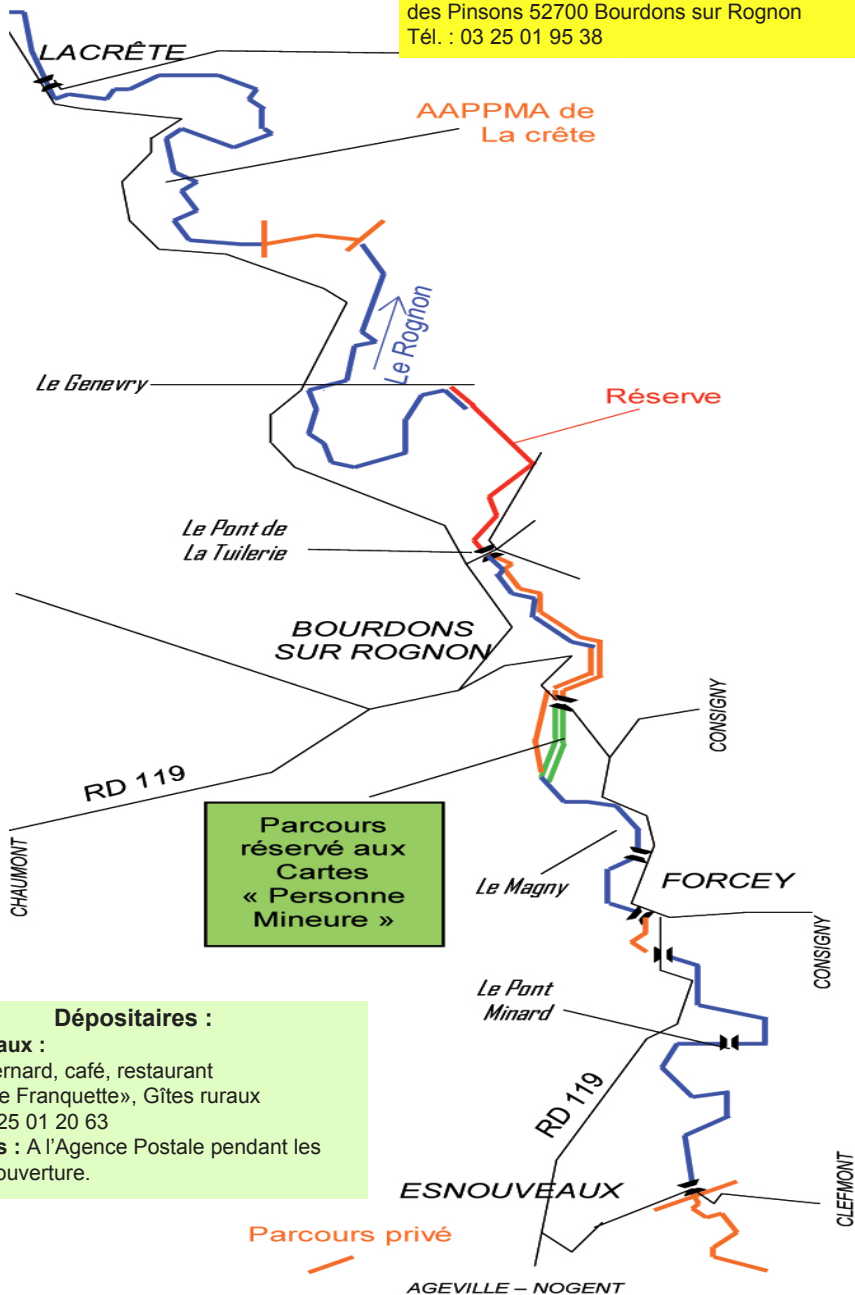 des Pinsons 52700 Bourdons sur Rognon
Tél. : 03 25 01 95 38
LACRÊTE
AAPPMA de
La crête
Le Rognon
Le Genevry
Réserve
Le Pont de
La Tuilerie
BOURDONS
SUR ROGNON
CONSIGNY
RD 119
CHAUMONT
Parcours
réservé aux
Cartes
« Personne
Mineure »
Le Magny
FORCEY
CONSIGNY
Le Pont
Minard
Dépositaires :
aux :
ernard, café, restaurant
e Franquette», Gîtes ruraux
25 01 20 63
s : A l'Agence Postale pendant les
ouverture.
RD 119
ESNOUVEAUX
CLEFMONT
Parcours privé
AGEVILLE – NOGENT